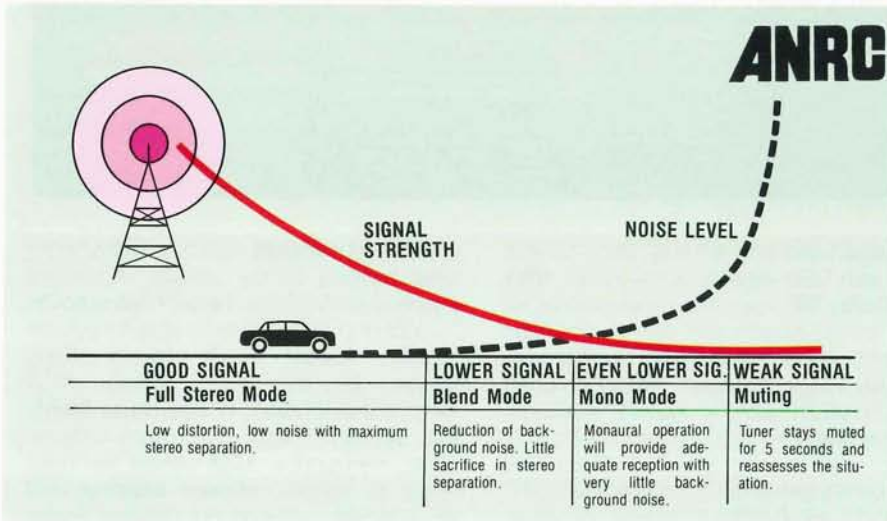 ANRC
SIGNAL
STRENGTH
NOISE LEVEL
GOOD SIGNAL
Full Stereo Mode
Low distortion, low noise with maximum
stereo separation.
LOWER SIGNAL
Blend Mode
Reduction of back-
ground noise. Little
sacrifice in stereo
separation.
EVEN LOWER SIG.
Mono Mode
Monaural operation
will provide ade-
quate reception with
very little back-
ground noise.
WEAK SIGNAL
Muting
Tuner stays muted
for 5 seconds and
reassesses the situ-
ation.